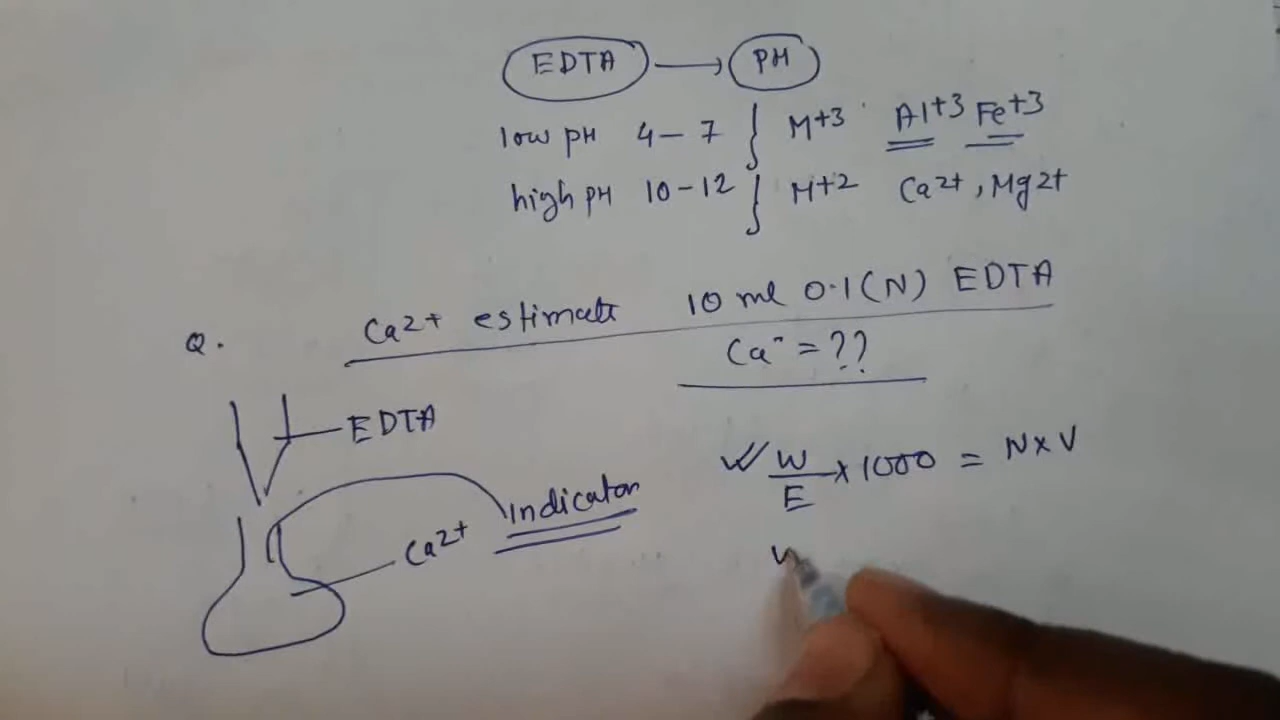 EDTA → PH
low pH 4-7 } M+3 Al+3 Fe+3
high pH 10-12 } M+2 Ca2+, Mg2+
Q. Ca2+ estimate 10 ml 0.1(N) EDTA
Ca = ??
EDTA
Indicator
Ca2+
W/E × 1000 = N×V
W